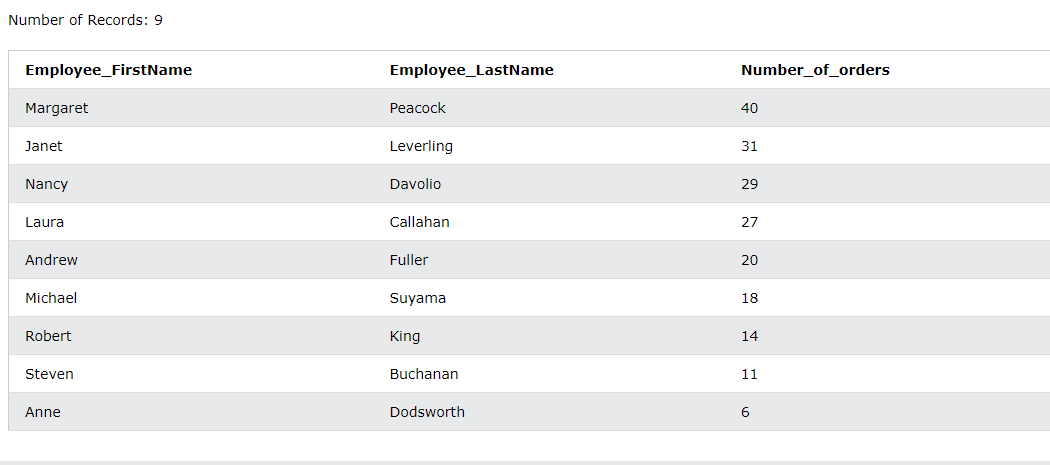 Number of Records: 9
Employee_FirstName Employee_LastName Number_of_orders
Margaret Peacock 40
Janet Leverling 31
Nancy Davolio 29
Laura Callahan 27
Andrew Fuller 20
Michael Suyama 18
Robert King 14
Steven Buchanan 11
Anne Dodsworth 6